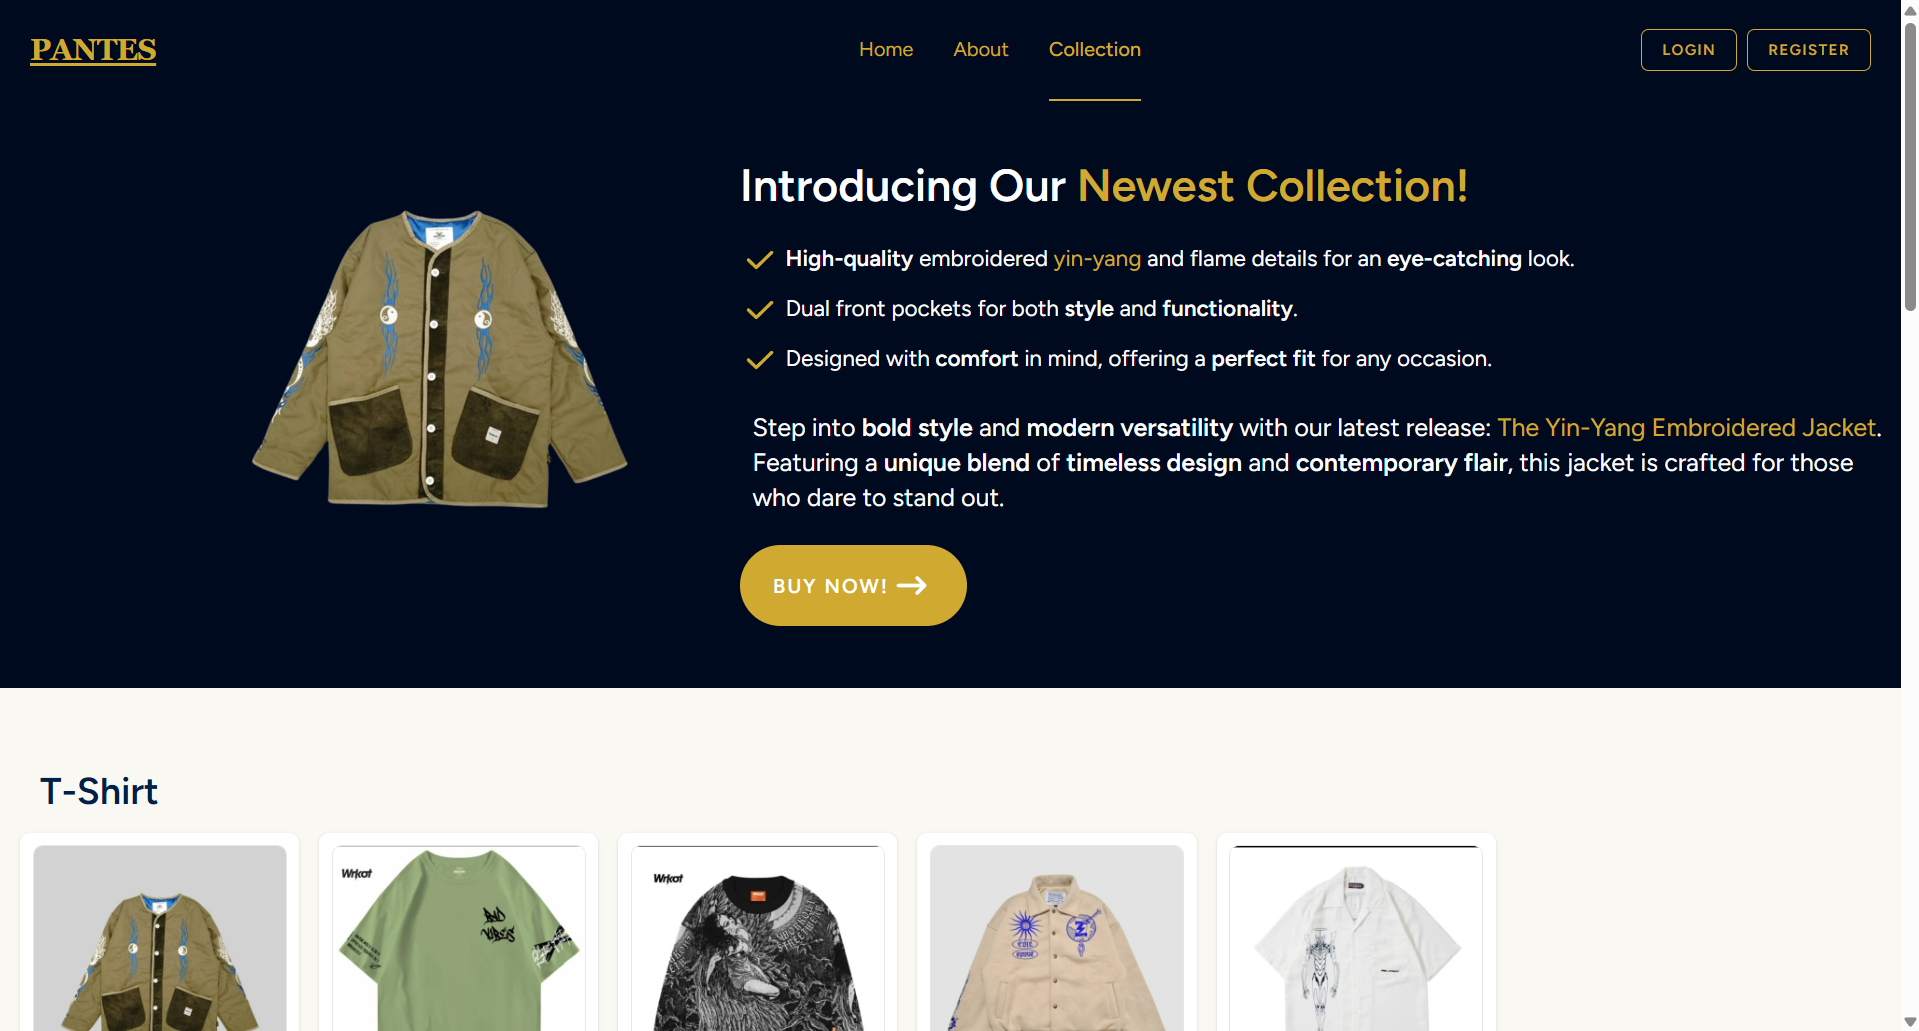 PANTES
Home
About
Collection
LOGIN
REGISTER
Introducing Our Newest Collection!
High-quality embroidered yin-yang and flame details for an eye-catching look.
Dual front pockets for both style and functionality.
Designed with comfort in mind, offering a perfect fit for any occasion.
Step into bold style and modern versatility with our latest release: The Yin-Yang Embroidered Jacket.
Featuring a unique blend of timeless design and contemporary flair, this jacket is crafted for those
who dare to stand out.
BUY NOW!
T-Shirt
Wrkot
BAD
VIBES
Wrkot